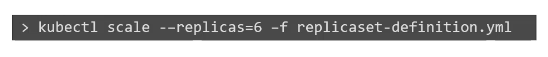 > kubectl scale --replicas=6 –f replicaset-definition.yml